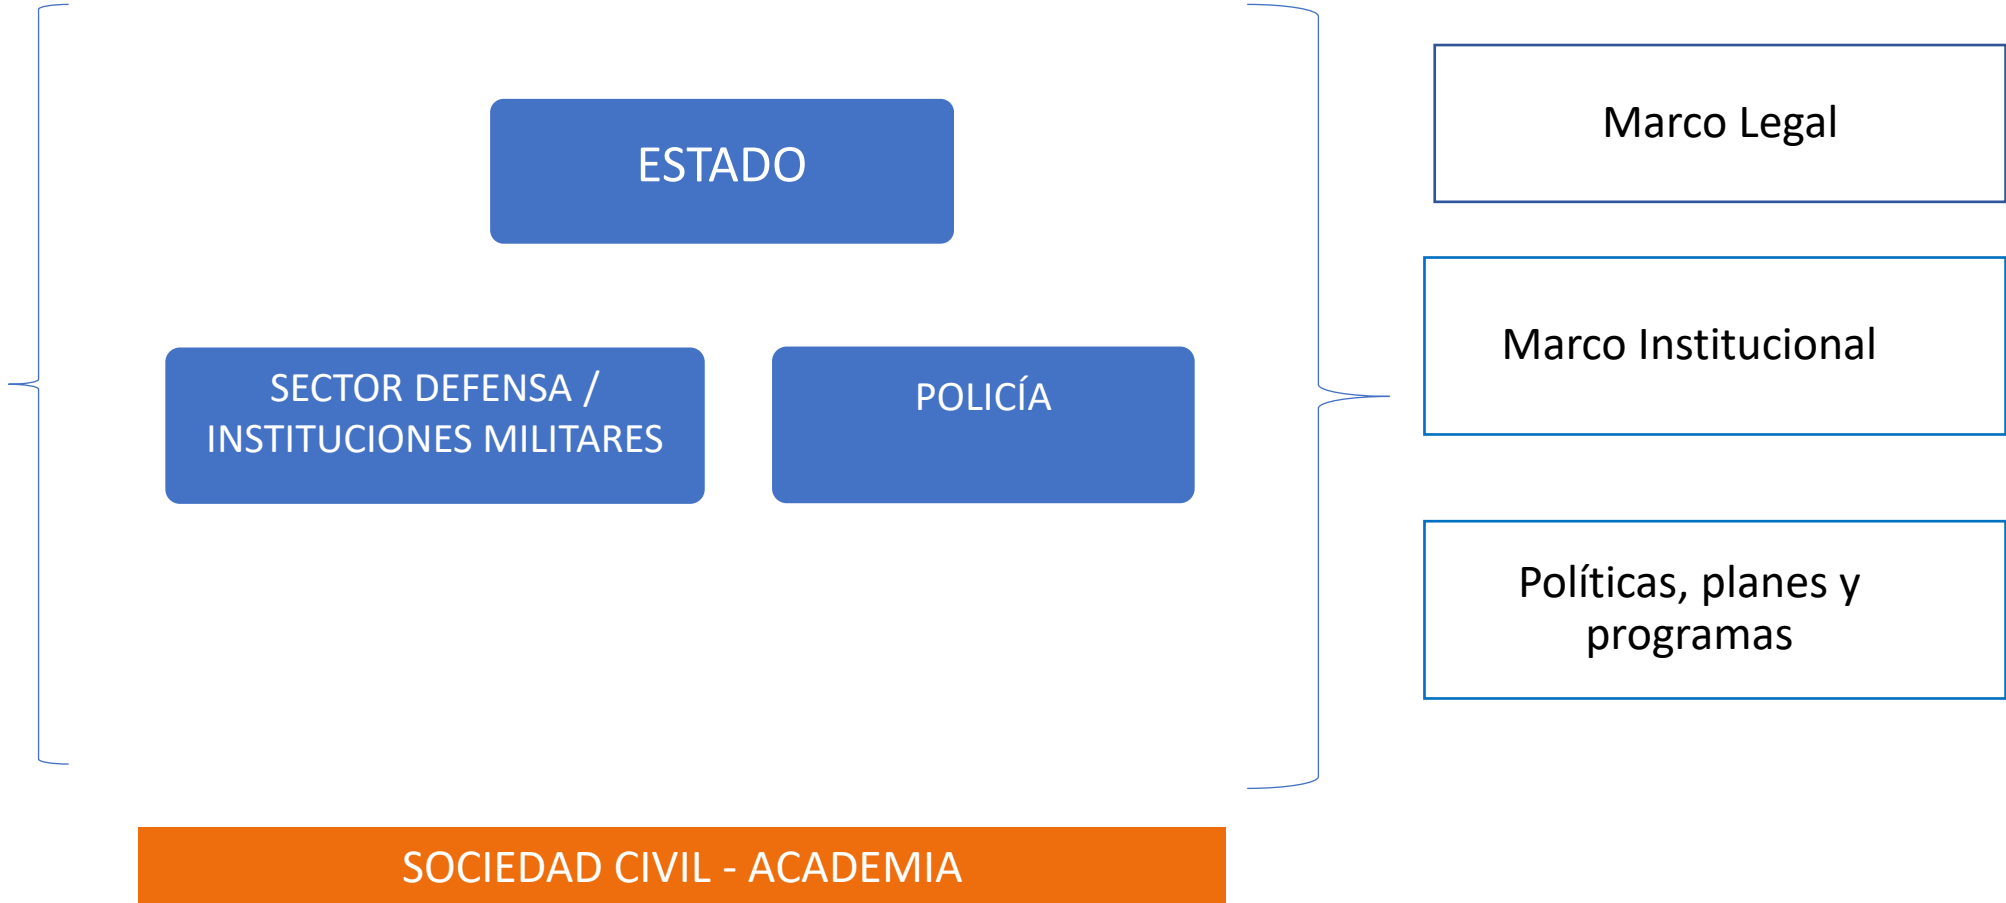 ESTADO
SECTOR DEFENSA /
INSTITUCIONES MILITARES
POLICÍA
SOCIEDAD CIVIL - ACADEMIA
Marco Legal
Marco Institucional
Políticas, planes y
programas